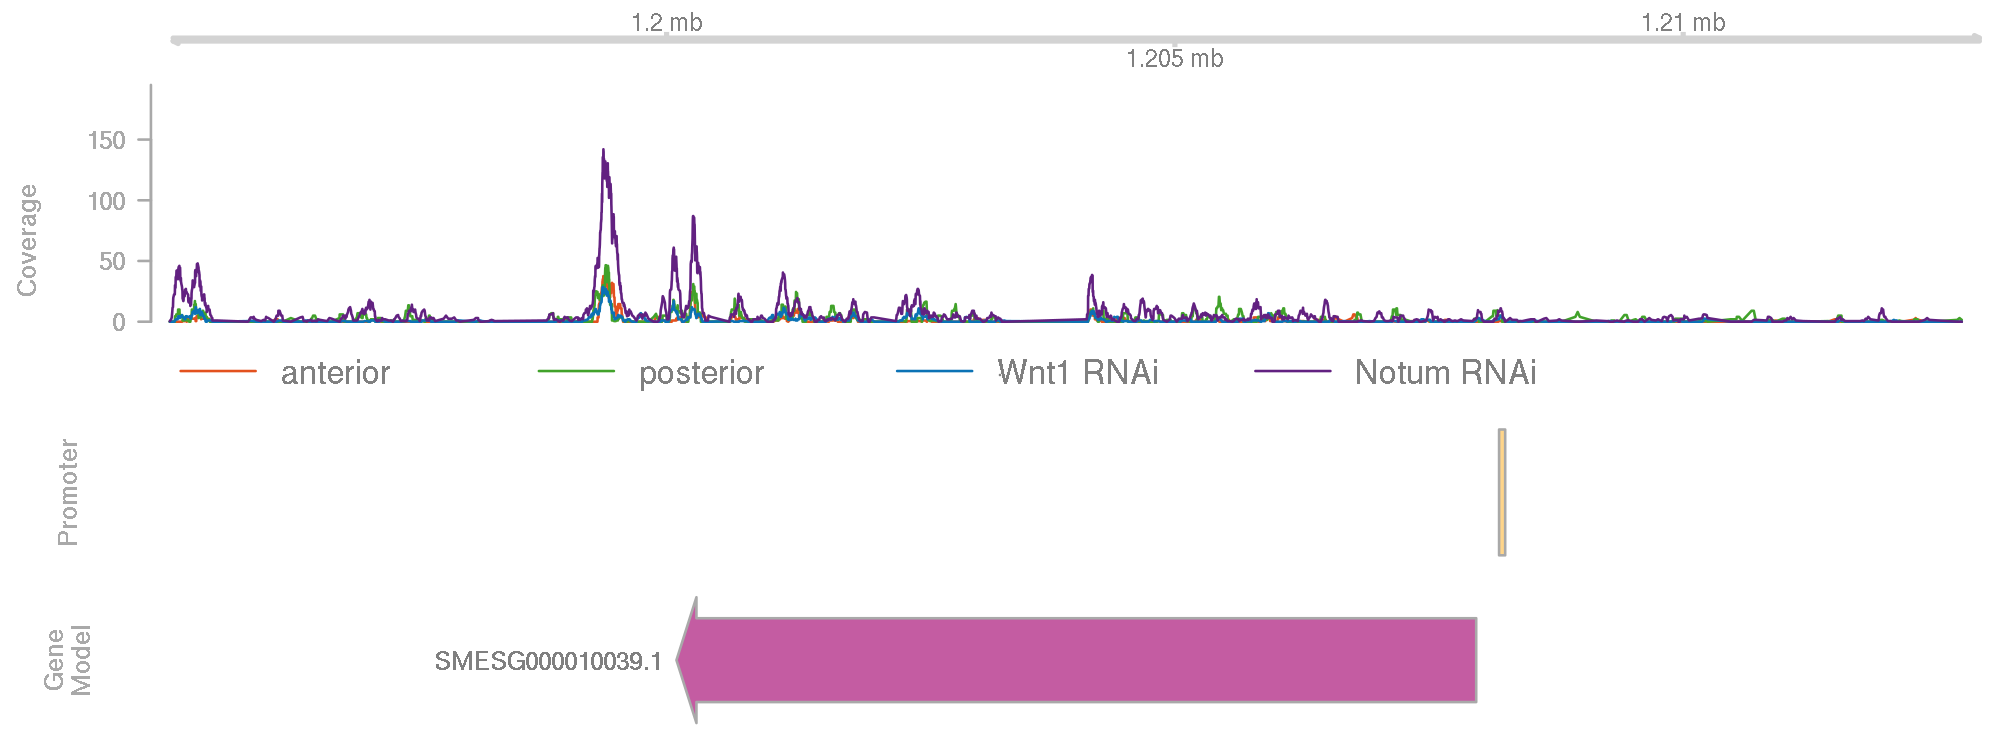 1.2 mb
1.21 mb
1.205 mb
Coverage
150
100
50
0
anterior
posterior
Wnt1 RNAi
Notum RNAi
Promoter
Gene
Model
SMESG000010039.1